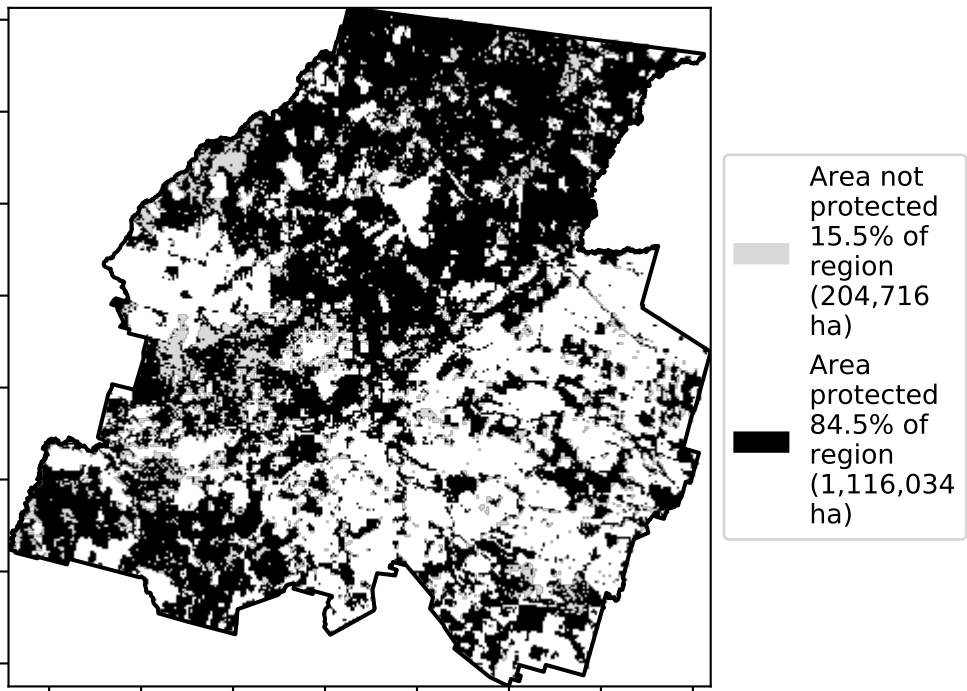 Area not
protected
15.5% of
region
(204,716
ha)
Area
protected
84.5% of
region
(1,116,034
ha)